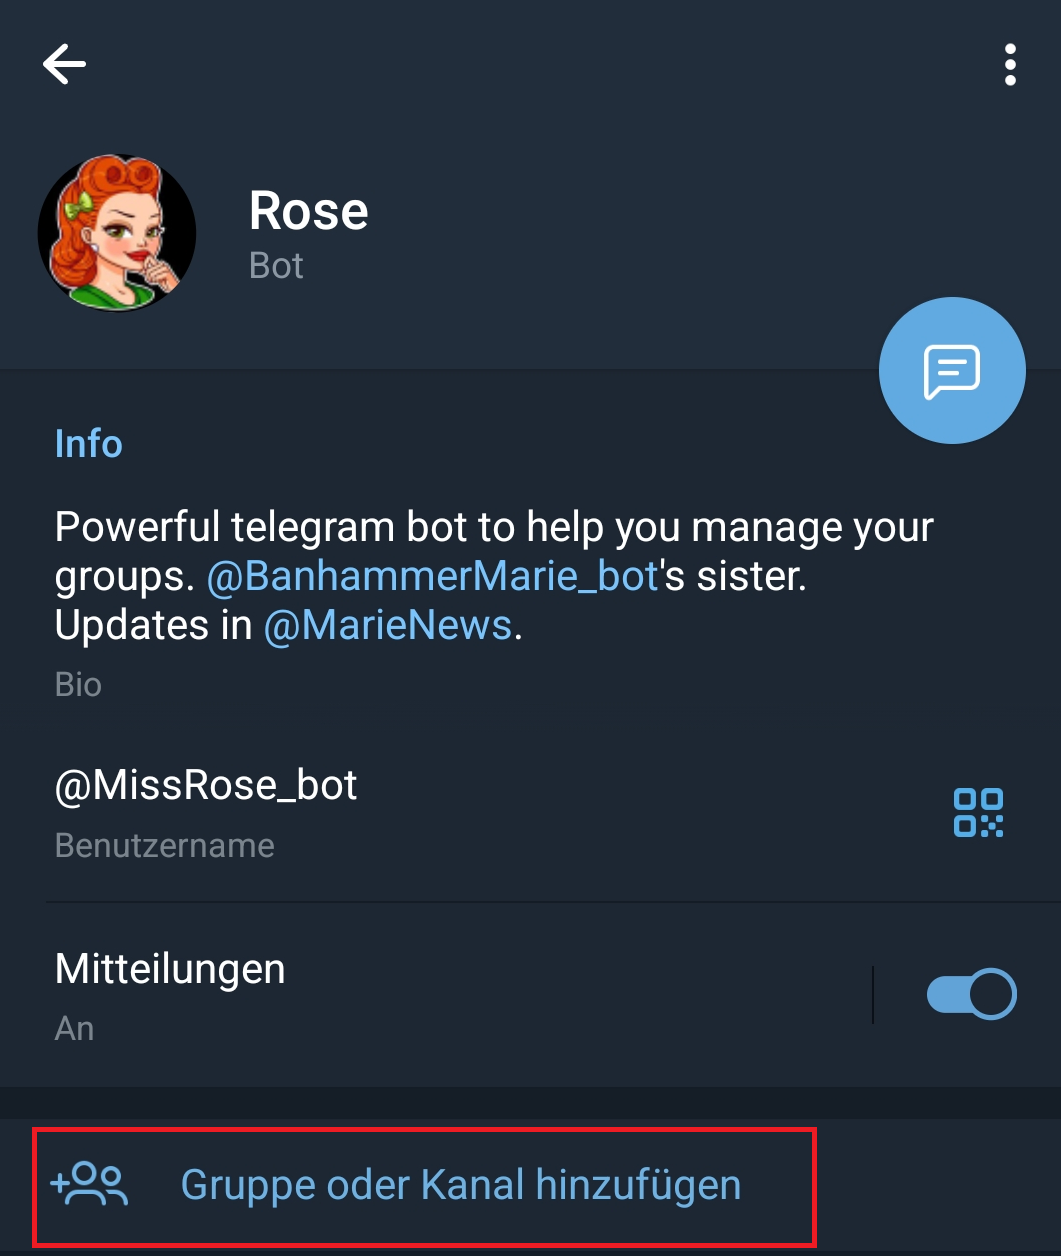 Rose
Bot
Info
Powerful telegram bot to help you manage your
groups. @BanhammerMarie_bot's sister.
Updates in @MarieNews.
Bio
@MissRose_bot
Benutzername
Mitteilungen
An
Gruppe oder Kanal hinzufügen